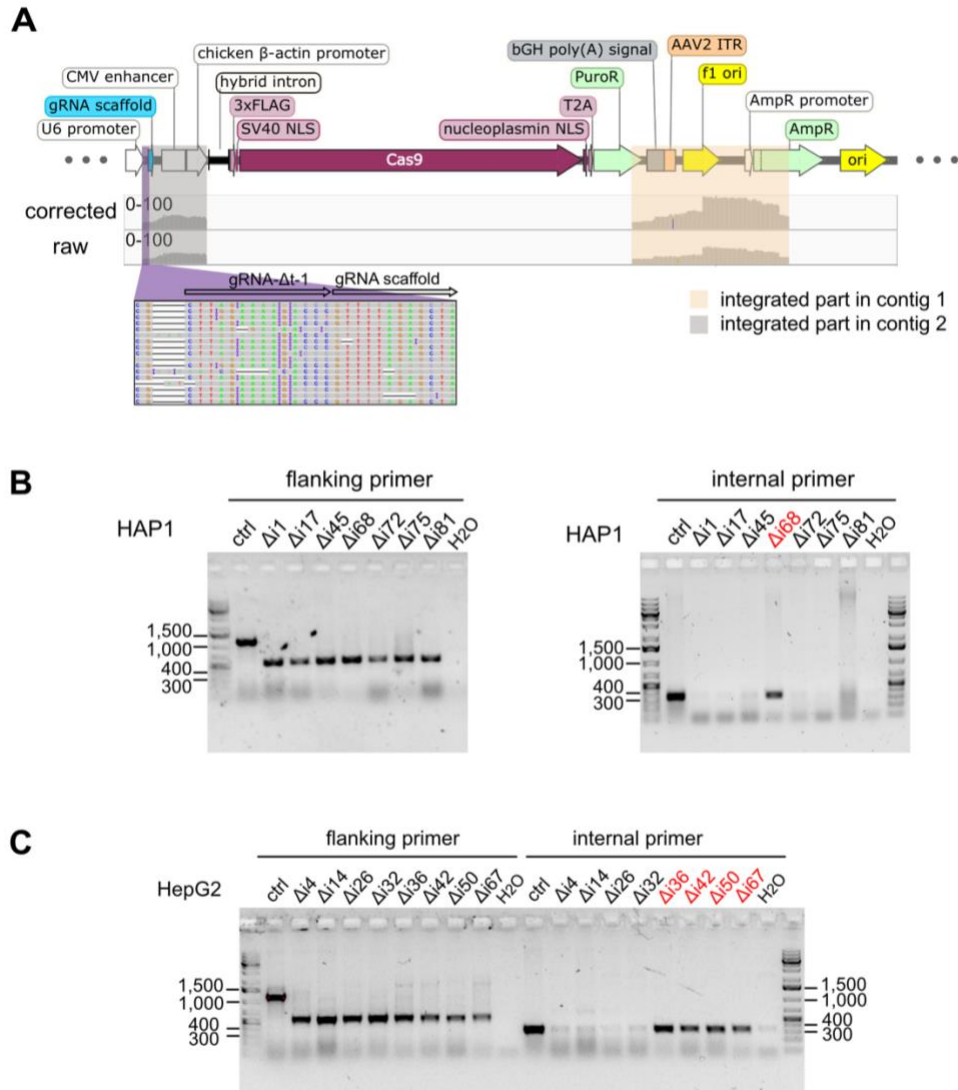 A
chicken β-actin promoter
bGH poly(A) signal
AAV2 ITR
CMV enhancer
hybrid intron
PuroR
f1 ori
gRNA scaffold
3xFLAG
T2A
AmpR promoter
U6 promoter
SV40 NLS
nucleoplasmin NLS
AmpR
Cas9
ori
corrected
0-100
raw
0-100
gRNA-Δt-1
gRNA scaffold
integrated part in contig 1
integrated part in contig 2
B
flanking primer
internal primer
HAP1
ctrl Δi1 Δi17 Δi45 Δi68 Δi72 Δi75 Δi81 H2O
HAP1
ctrl Δi1 Δi17 Δi45 Δi68 Δi72 Δi75 Δi81 H2O
1,500
1,000
400
300
1,500
1,000
400
300
C
flanking primer
internal primer
HepG2
ctrl Δi4 Δi14 Δi26 Δi32 Δi36 Δi42 Δi50 Δi67 H2O
ctrl Δi4 Δi14 Δi26 Δi32 Δi36 Δi42 Δi50 Δi67 H2O
1,500
1,000
400
300
1,500
1,000
400
300